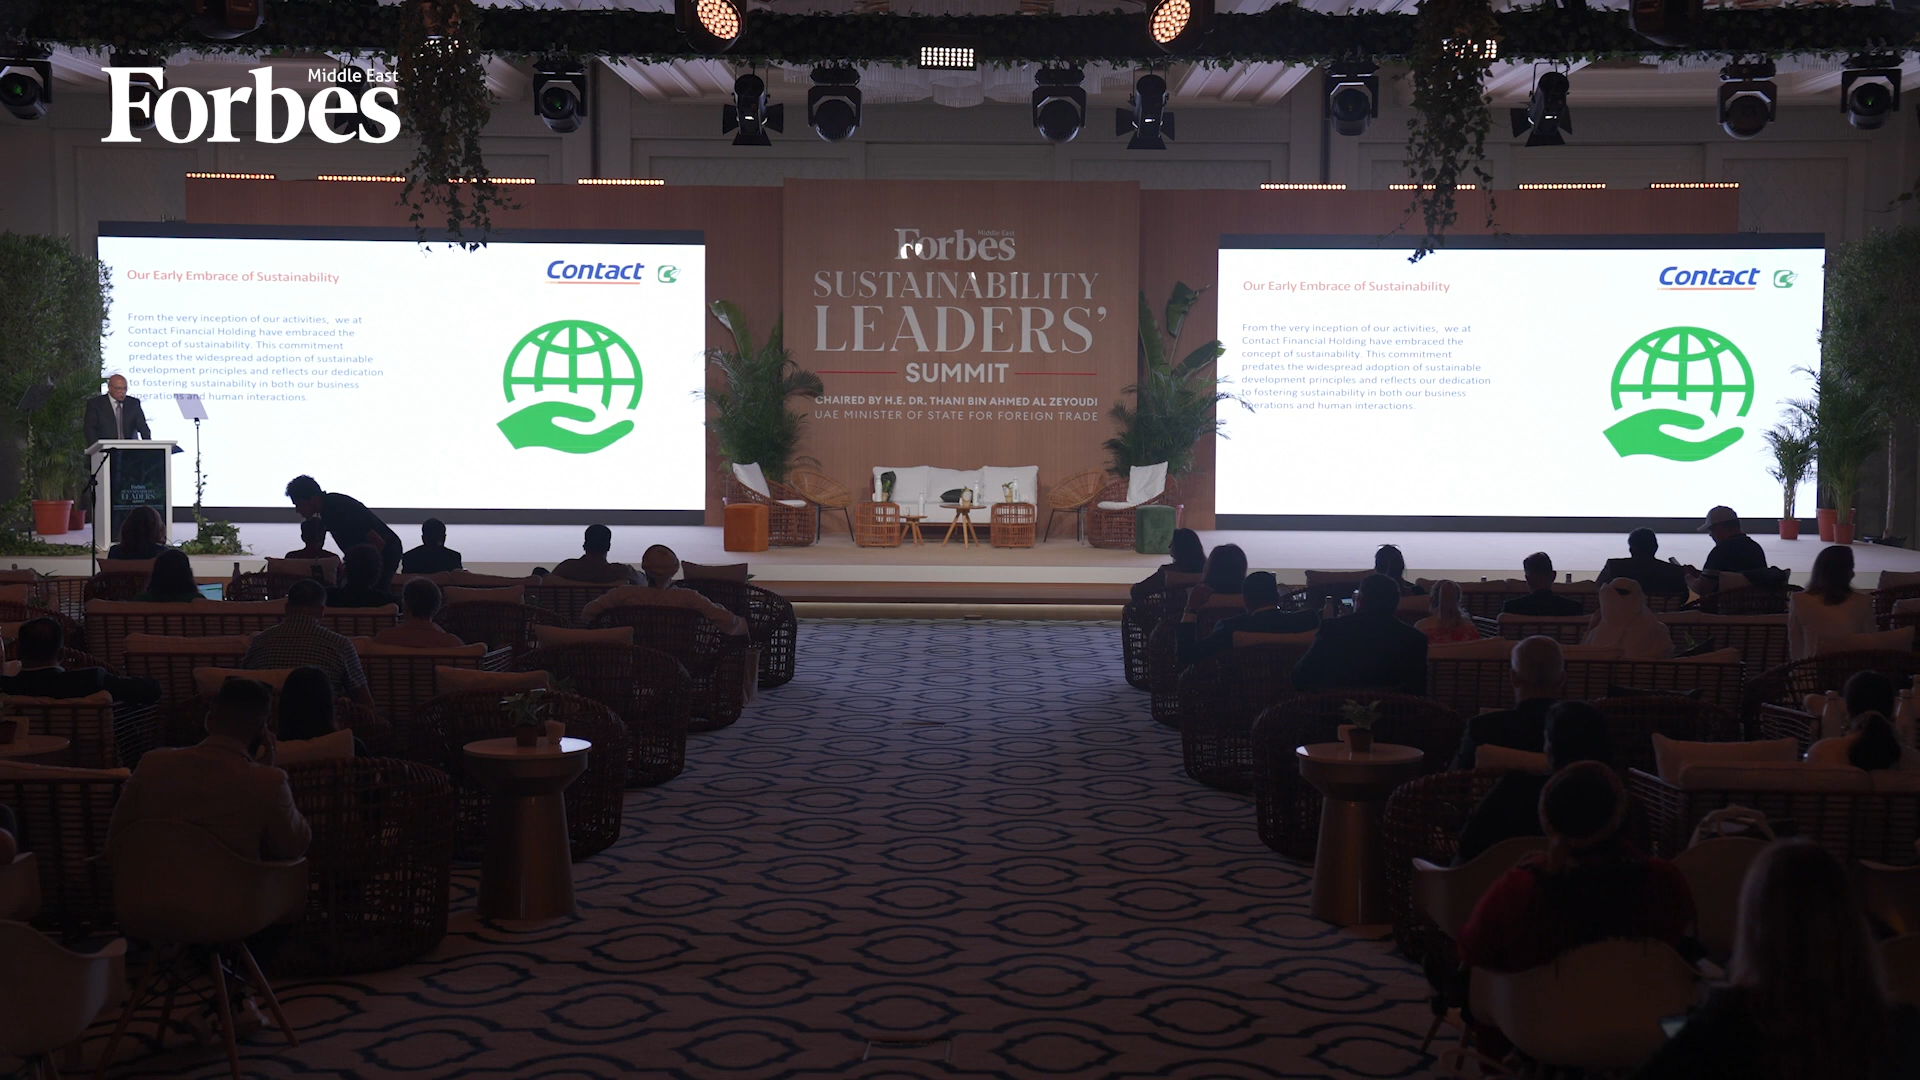 Middle East
Forbes
Our Early Embrace of Sustainability
Contact
From the very inception of our activities, we at
Contact Financial Holding have embraced the
concept of sustainability. This commitment
predates the widespread adoption of sustainable
development principles and reflects our dedication
to fostering sustainability in both our business
operations and human interactions.
Middle East
Forbes
SUSTAINABILITY
LEADERS'
SUMMIT
CHAIRED BY H.E. DR. THANI BIN AHMED AL ZEYOUDI
UAE MINISTER OF STATE FOR FOREIGN TRADE
Our Early Embrace of Sustainability
Contact
From the very inception of our activities, we at
Contact Financial Holding have embraced the
concept of sustainability. This commitment
predates the widespread adoption of sustainable
development principles and reflects our dedication
to fostering sustainability in both our business
operations and human interactions.
Forbes
SUSTAINABILITY
LEADERS'